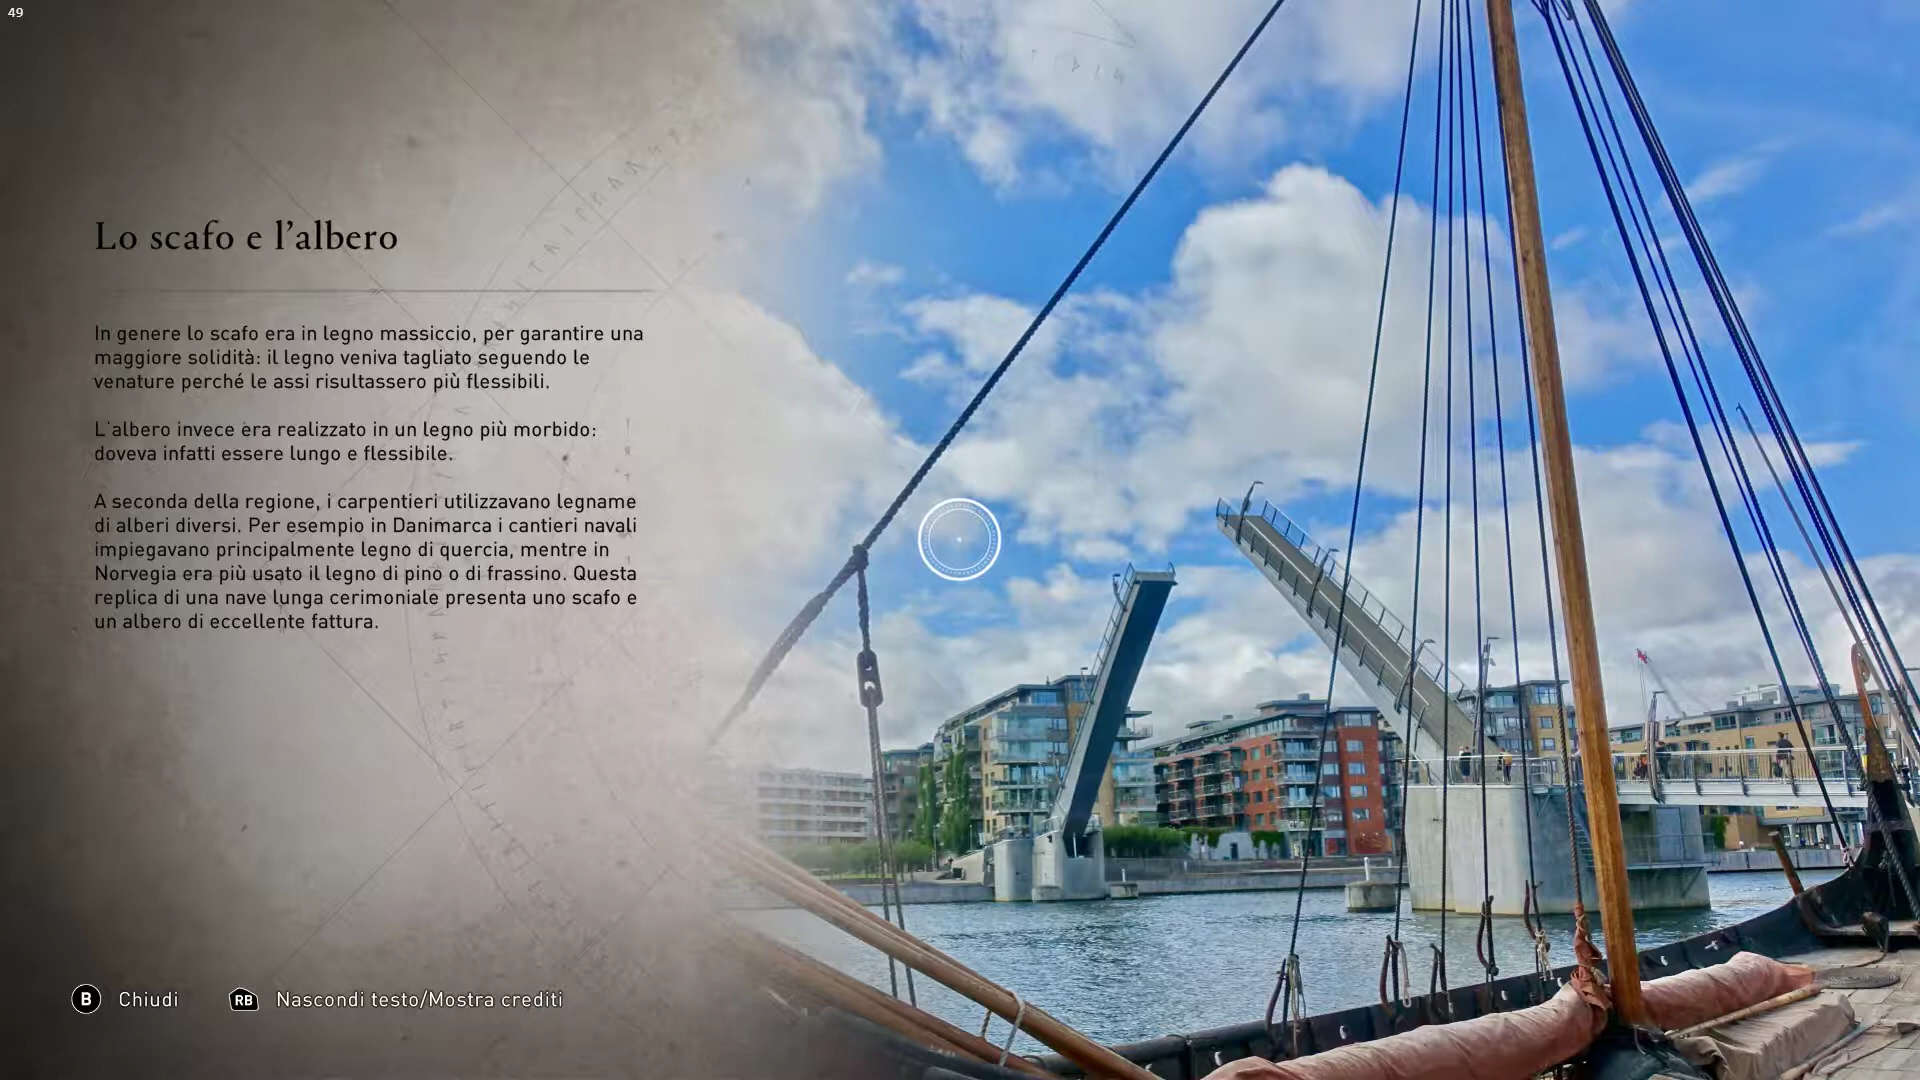 49
Lo scafo e l'albero
In genere lo scafo era in legno massiccio, per garantire una
maggiore solidità: il legno veniva tagliato seguendo le
venature perché le assi risultassero più flessibili.
L'albero invece era realizzato in un legno più morbido:
doveva infatti essere lungo e flessibile.
A seconda della regione, i carpentieri utilizzavano legname
di alberi diversi. Per esempio in Danimarca i cantieri navali
impiegavano principalmente legno di quercia, mentre in
Norvegia era più usato il legno di pino o di frassino. Questa
replica di una nave lunga cerimoniale presenta uno scafo e
un albero di eccellente fattura.
B Chiudi RB Nascondi testo/Mostra crediti